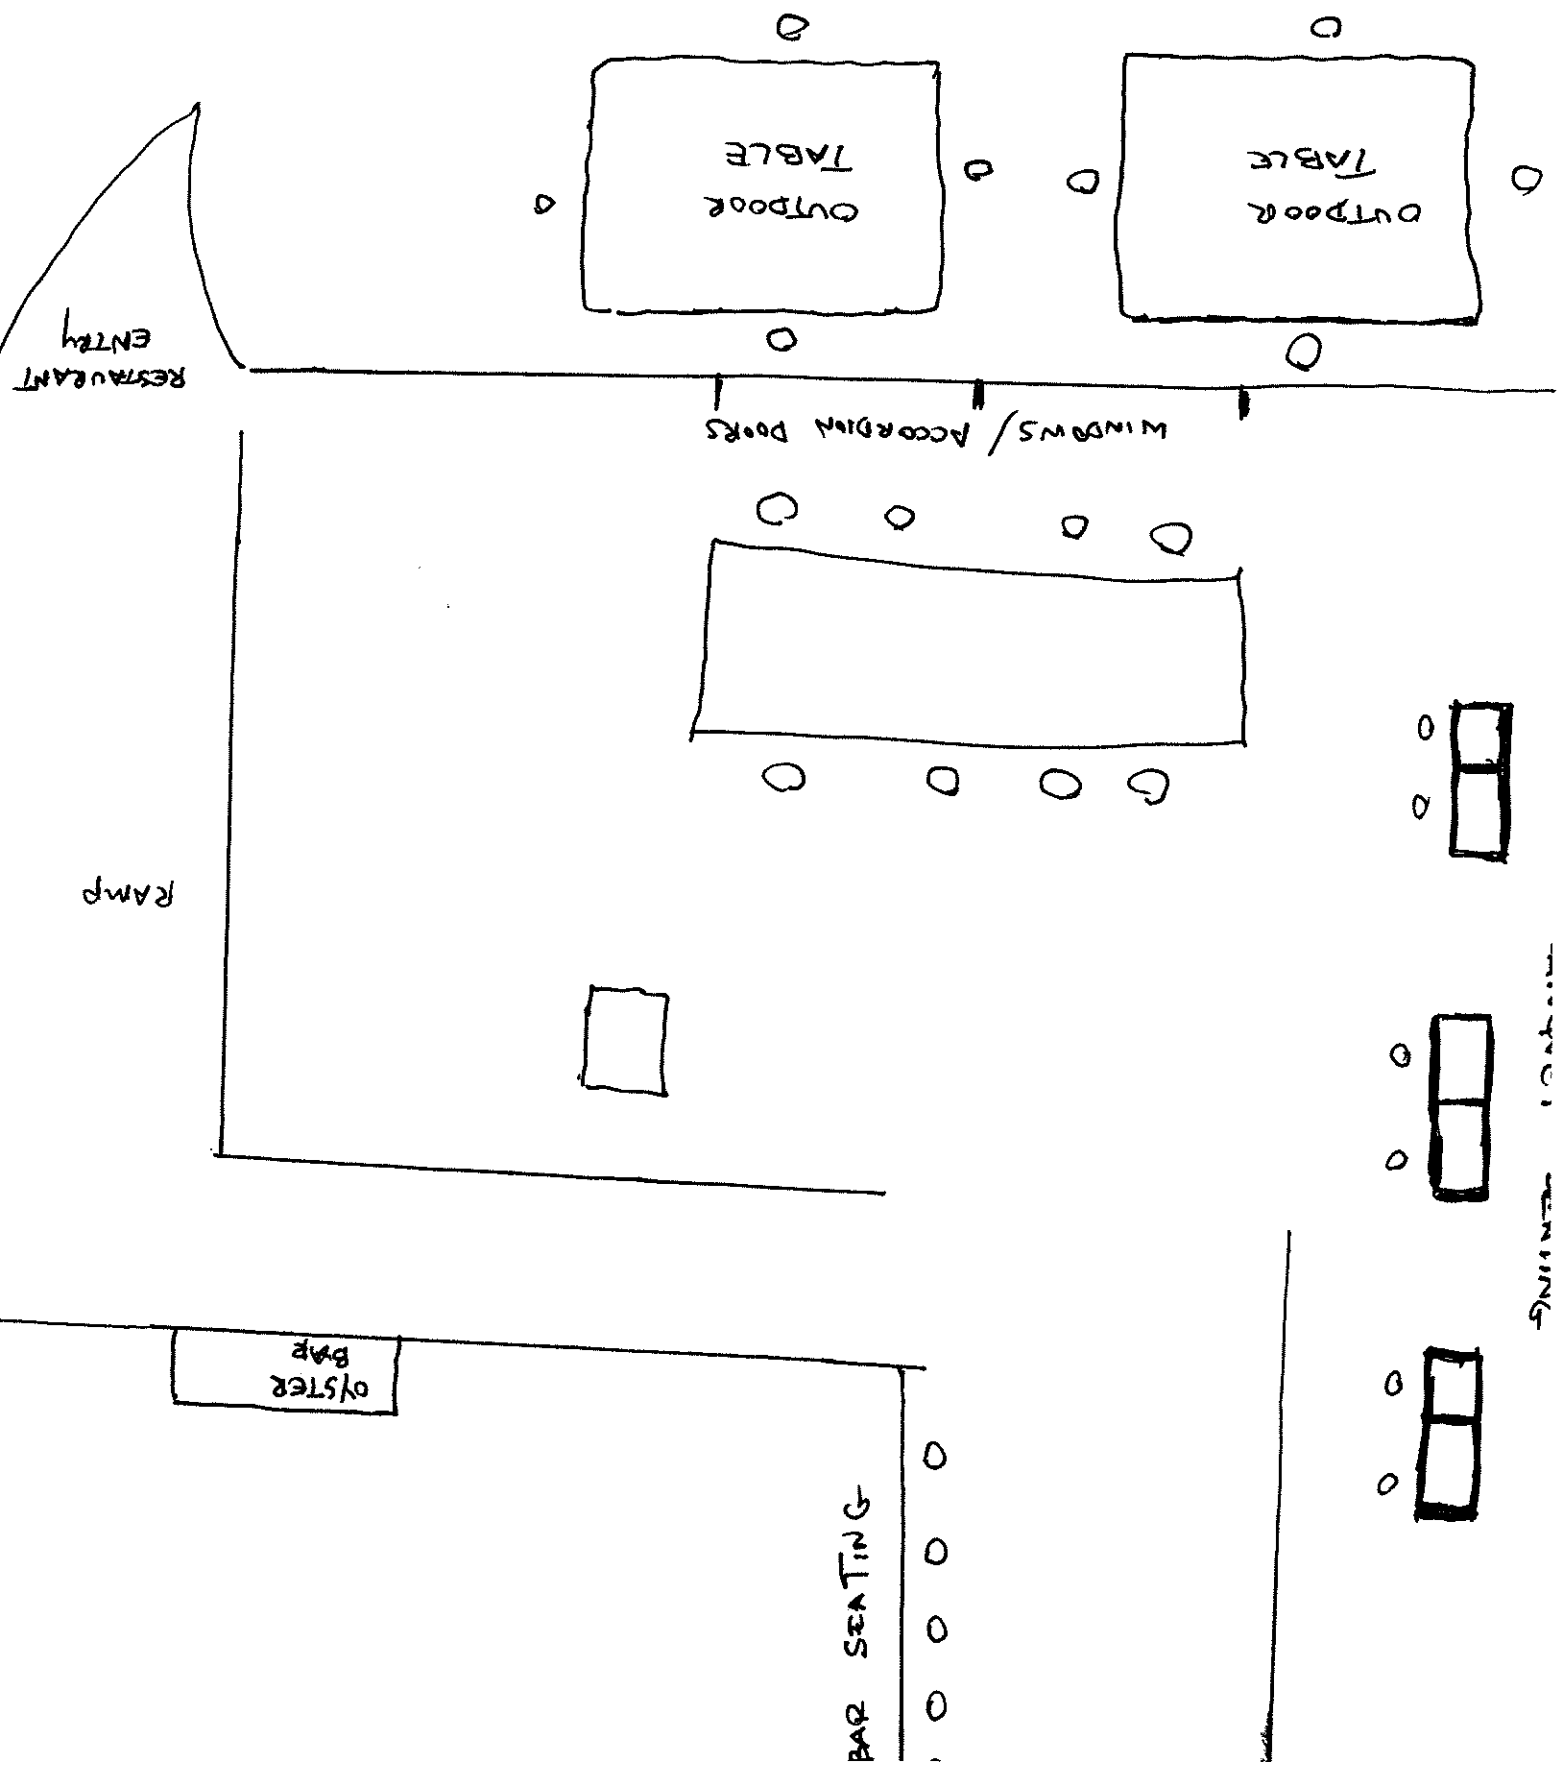 OUTDOOR
TABLE
OUTDOOR
TABLE
RESTAURANT
ENTRY
WINDOWS/ACCORDION DOORS
RAMP
OYSTER
BAR
BAR SEATING